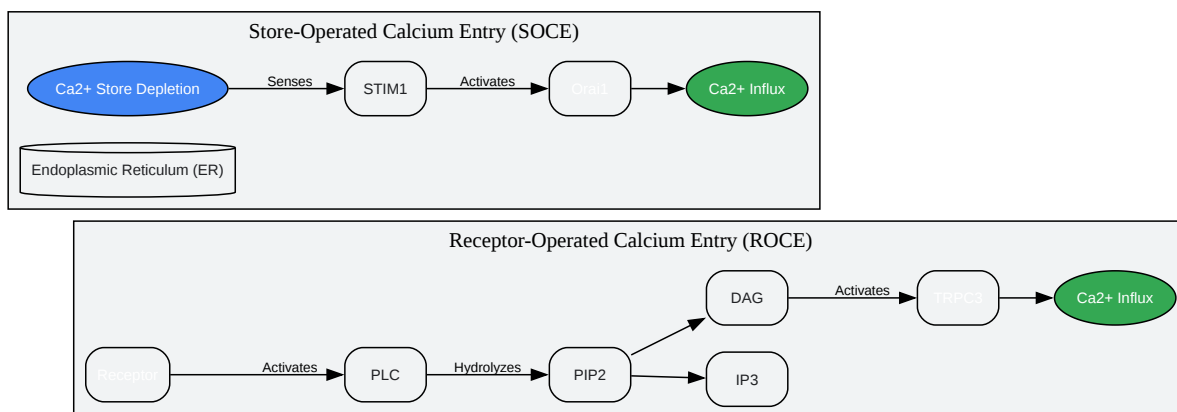 Store-Operated Calcium Entry (SOCE)
Ca2+ Store Depletion
Senses
STIM1
Activates
Orai1
Ca2+ Influx
Endoplasmic Reticulum (ER)
Receptor-Operated Calcium Entry (ROCE)
DAG
Activates
TRPC3
Ca2+ Influx
Receptor
Activates
PLC
Hydrolyzes
PIP2
IP3